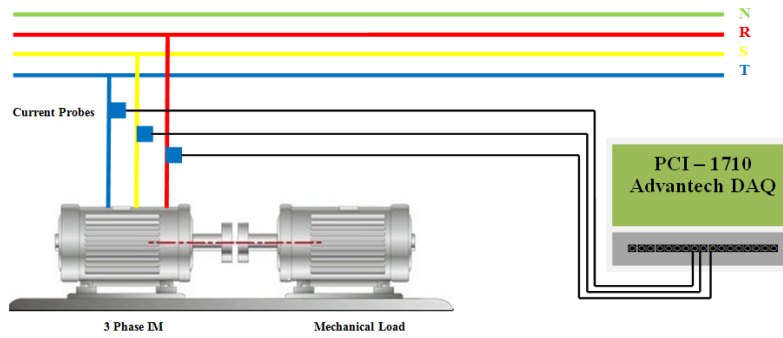 N
R
S
T
Current Probes
PCI – 1710
Advantech DAQ
3 Phase IM
Mechanical Load